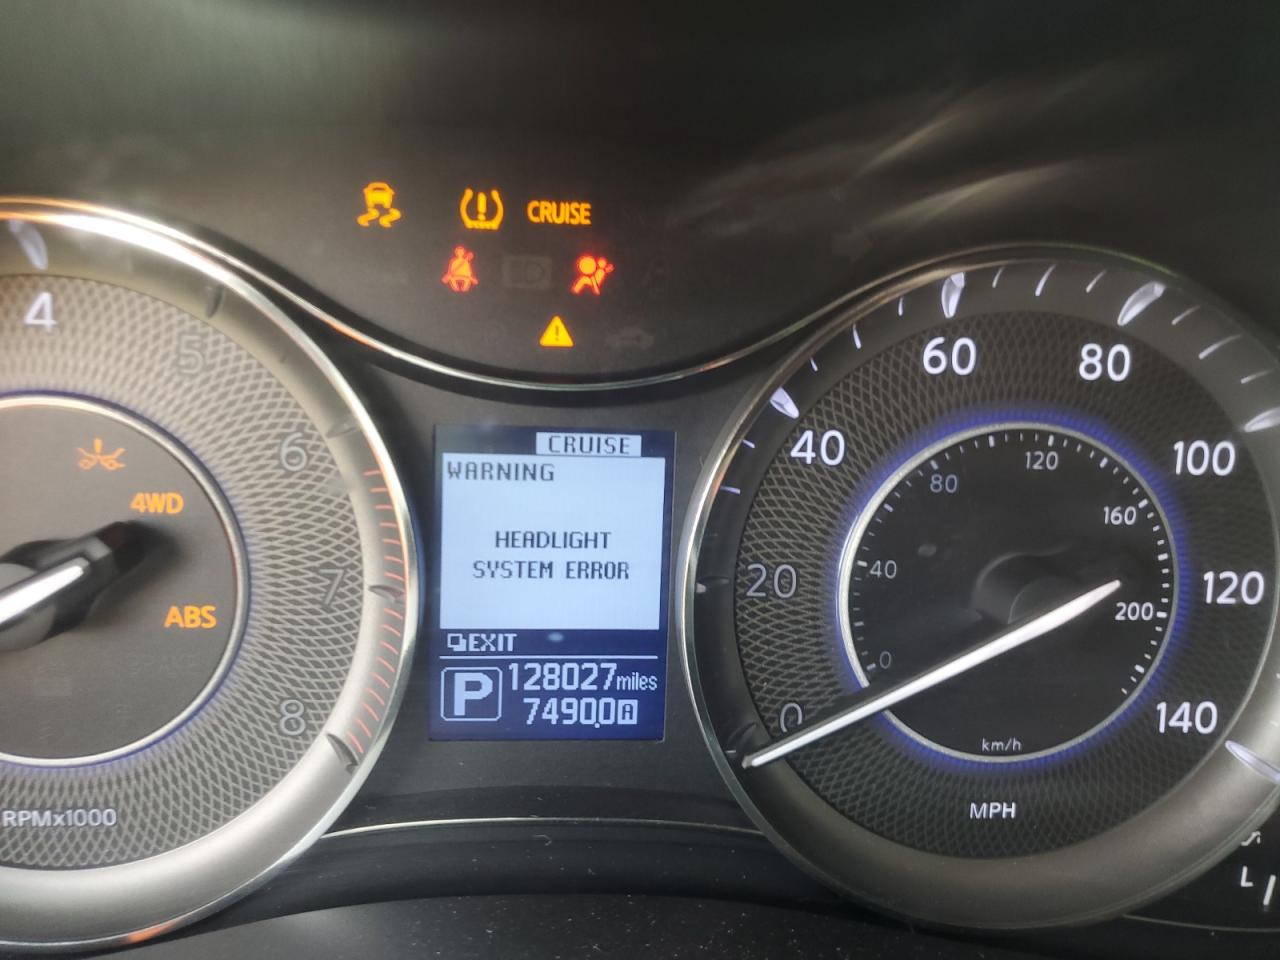 CRUISE
4
5
6
7
8
4WD
ABS
RPMx1000
CRUISE
WARNING
HEADLIGHT
SYSTEM ERROR
EXIT
P
128027miles
7490.0A
0
20
40
60
80
100
120
140
0
40
80
120
160
200
km/h
MPH
L